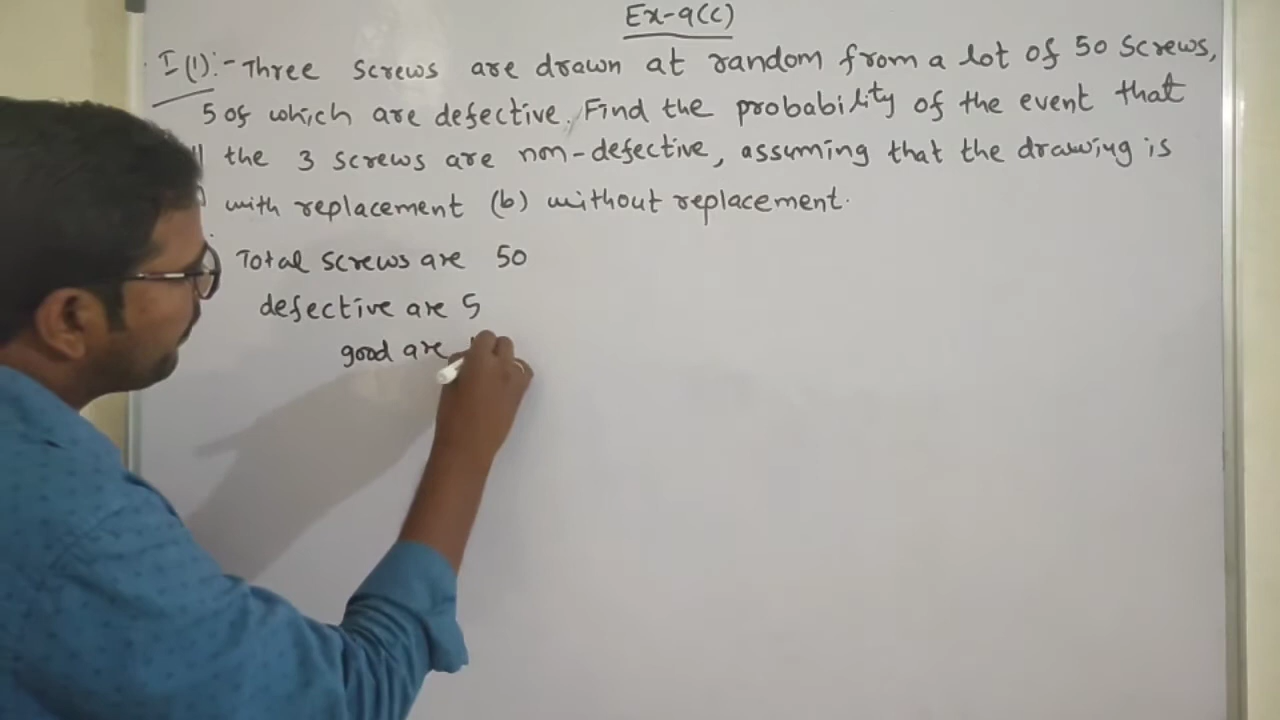 Ex-9(c)
I(1):- Three screws are drawn at random from a lot of 50 screws,
5 of which are defective. Find the probability of the event that
the 3 screws are non-defective, assuming that the drawing is
with replacement (b) without replacement.
Total screws are 50
defective are 5
good are